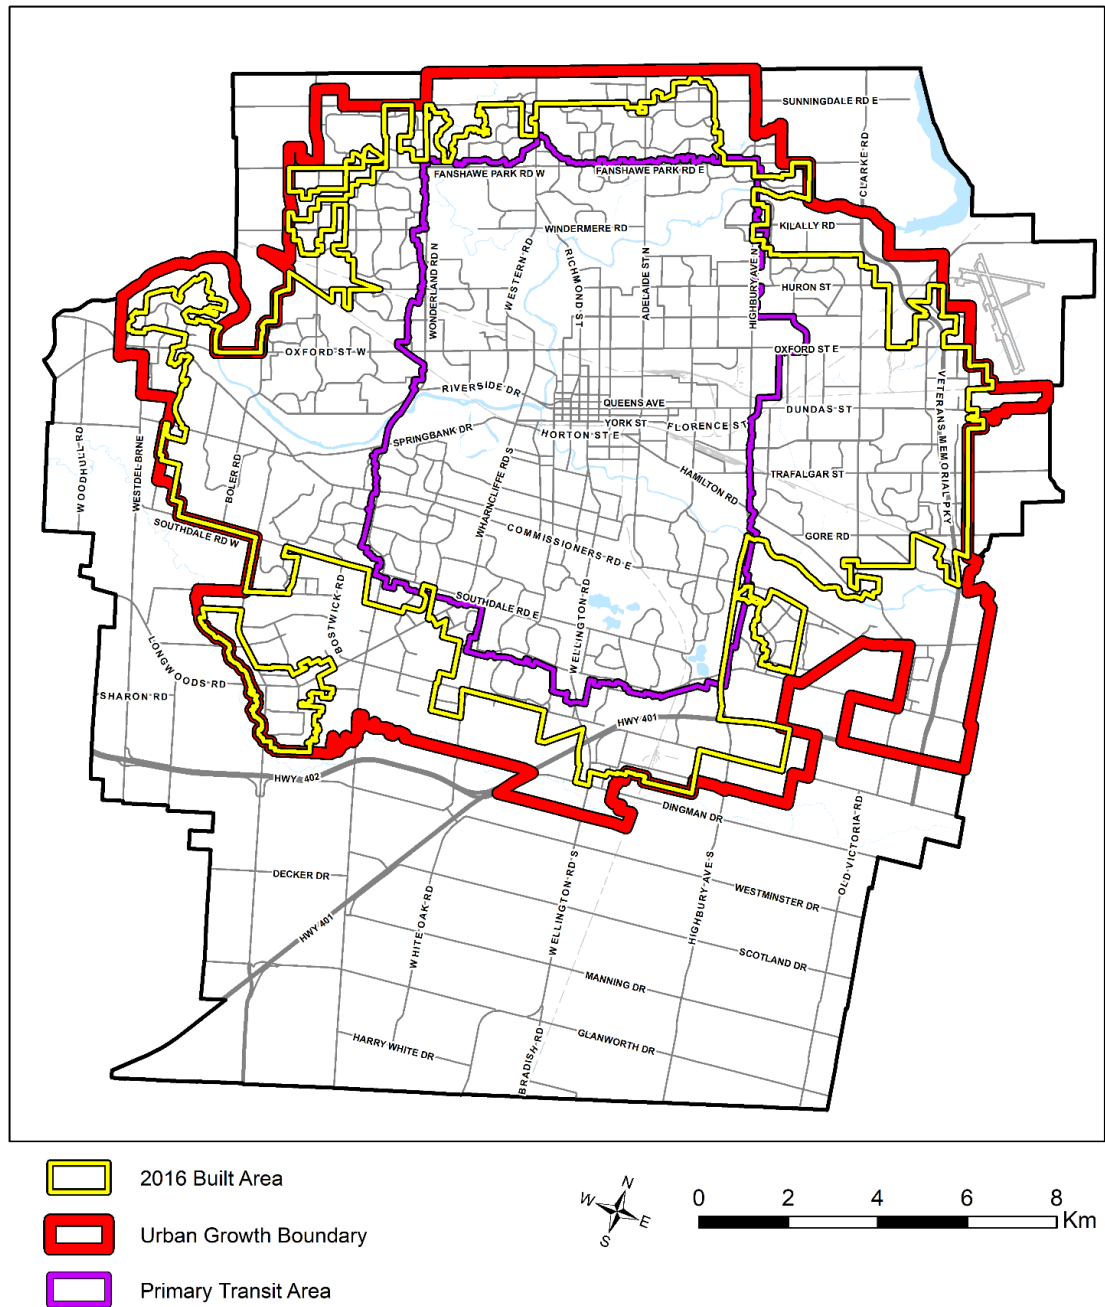 SUNNINGDALE RD E
CLARKE RD
FANSHAWE PARK RD W
FANSHAWE PARK RD E
WINDERMERE RD
KILALLY RD
WONDERLAND RD N
WESTERN RD
RICHMOND ST
ADELAIDE ST N
HIGHBURY AVE N
HURON ST
OXFORD ST W
OXFORD ST E
VETERANS MEMORIAL PKY
RIVERSIDE DR
QUEENS AVE
DUNDAS ST
YORK ST
FLORENCE ST
HORTON ST E
SPRINGBANK DR
WOODHULL RD
WESTDEL BRNE
BOLER RD
WHARNCLIFFE RD S
HAMILTON RD
TRAFALGAR ST
SOUTHDALE RD W
COMMISSIONERS RD E
GORE RD
BOSTWICK RD
SOUTHDALE RD E
WELLINGTON RD
LONGWOODS RD
SHARON RD
HWY 401
HWY 402
DINGMAN DR
OLD VICTORIA RD
DECKER DR
WHITE OAK RD
WELLINGTON RD S
HIGHBURY AVE S
WESTMINSTER DR
HWY 401
SCOTLAND DR
MANNING DR
HARRY WHITE DR
BRADISH RD
GLANWORTH DR
2016 Built Area
Urban Growth Boundary
Primary Transit Area
N
W
E
S
0 2 4 6 8
Km